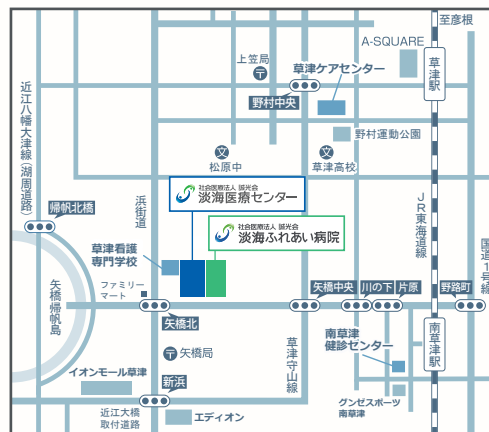 至彦根
A-SQUARE
草津駅
上笠局
草津ケアセンター
野村中央
近江八幡大津線(湖周道路)
野村運動公園
松原中
草津高校
社会医療法人 誠光会
淡海医療センター
帰帆北橋
浜街道
社会医療法人 誠光会
淡海ふれあい病院
JR東海道線
国道1号線
草津看護
専門学校
ファミリー
マート
矢橋中央
川の下
片原
野路町
矢橋帰帆島
矢橋北
草津守山線
南草津
健診センター
南草津駅
矢橋局
イオンモール草津
新浜
グンゼスポーツ
南草津
近江大橋
取付道路
エディオン